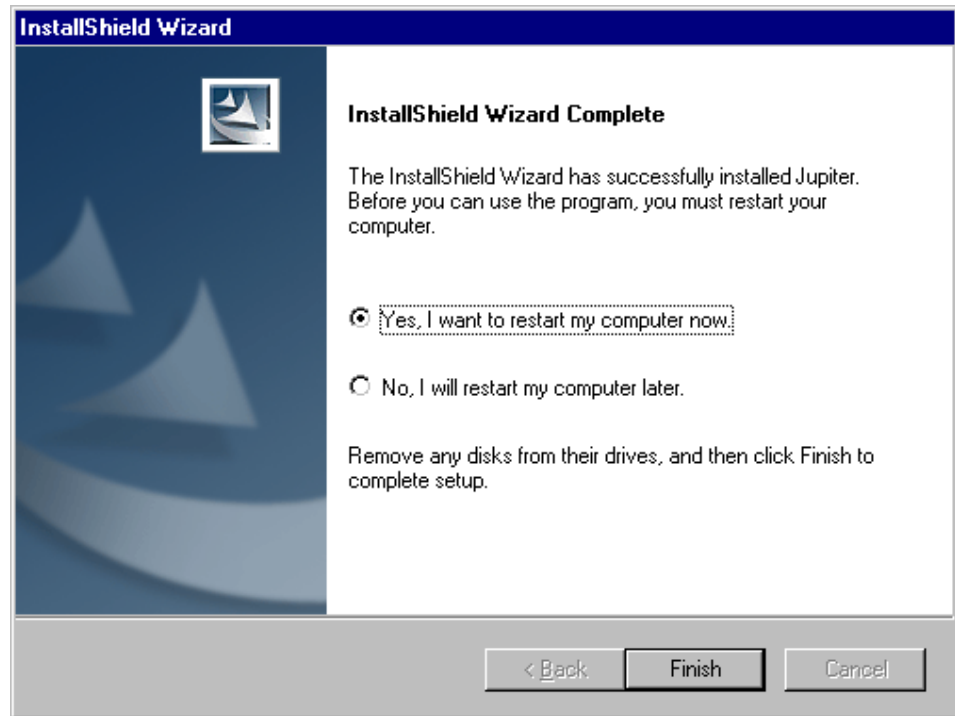 InstallShield Wizard
InstallShield Wizard Complete
The InstallShield Wizard has successfully installed Jupiter.
Before you can use the program, you must restart your
computer.
Yes, I want to restart my computer now.
No, I will restart my computer later.
Remove any disks from their drives, and then click Finish to
complete setup.
< Back Finish Cancel